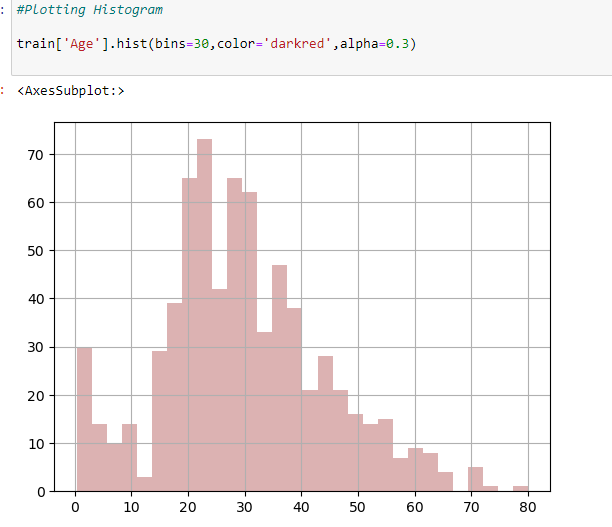 : #Plotting Histogram
train['Age'].hist(bins=30,color='darkred',alpha=0.3)
: <AxesSubplot:>
70
60
50
40
30
20
10
0
0 10 20 30 40 50 60 70 80